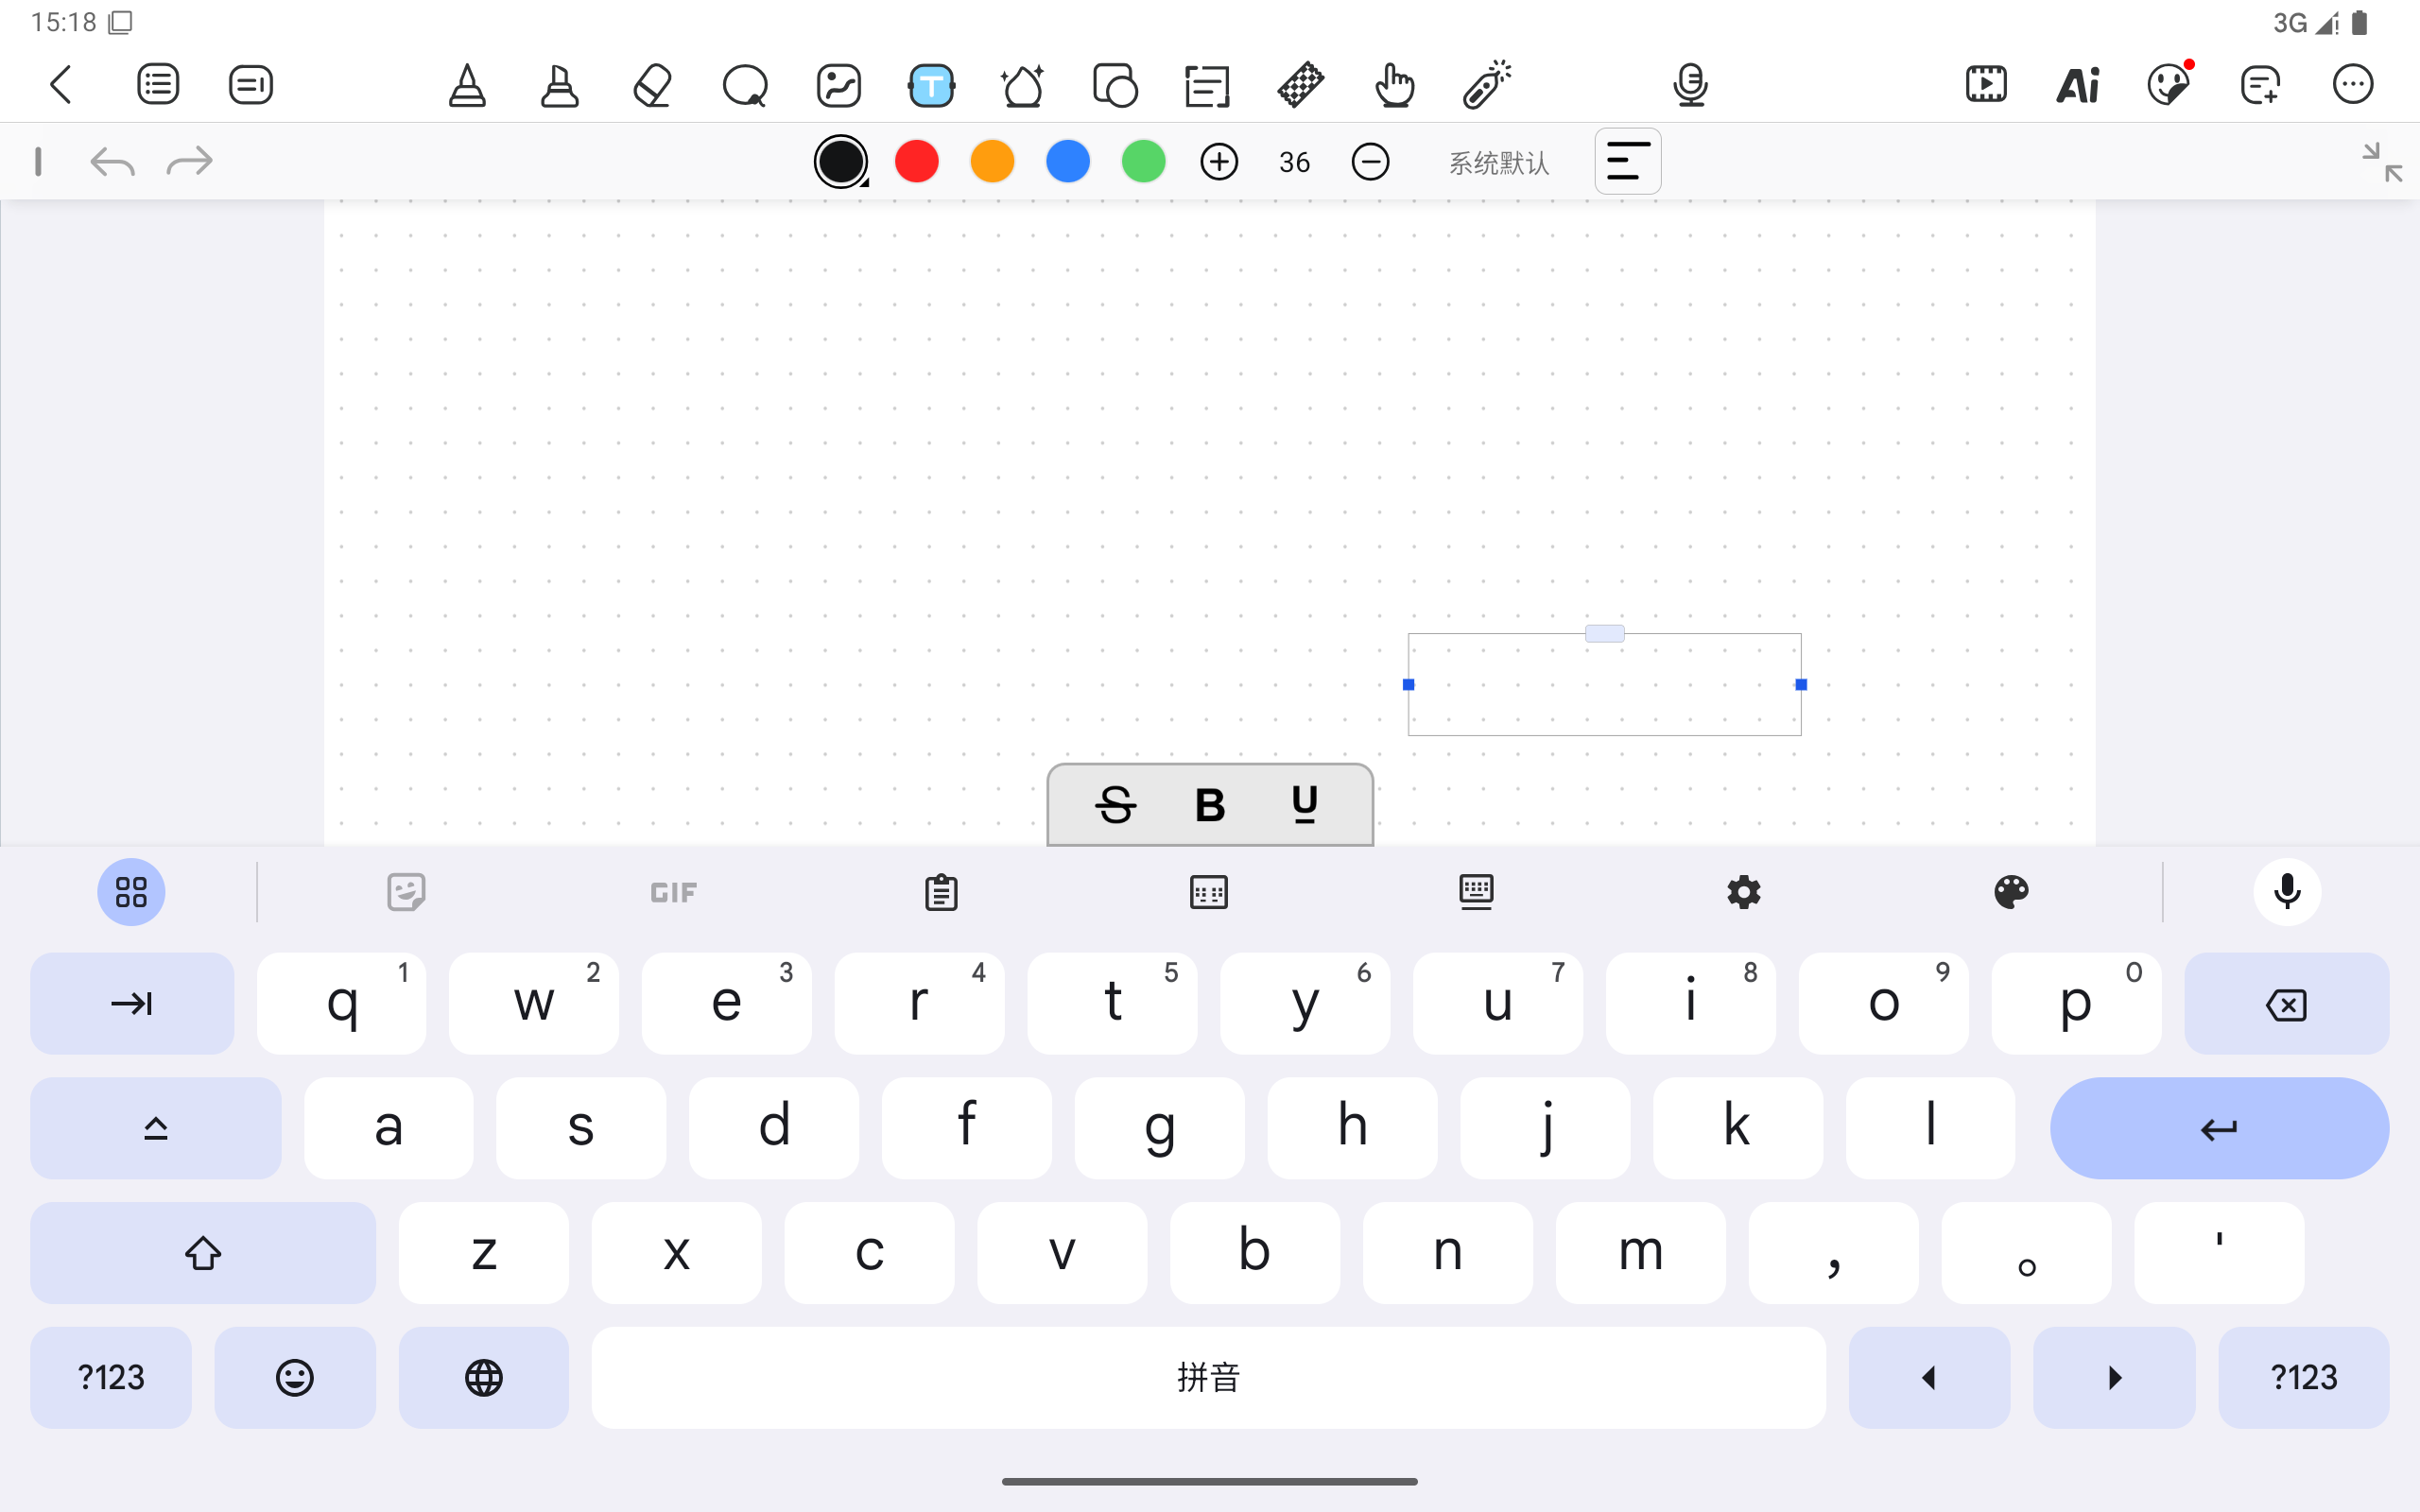 15:18
3G
T
Ai
36
系统默认
S B U
GIF
q 1 w 2 e 3 r 4 t 5 y 6 u 7 i 8 o 9 p 0
a s d f g h j k l
z x c v b n m , 。 '
?123 拼音 ?123